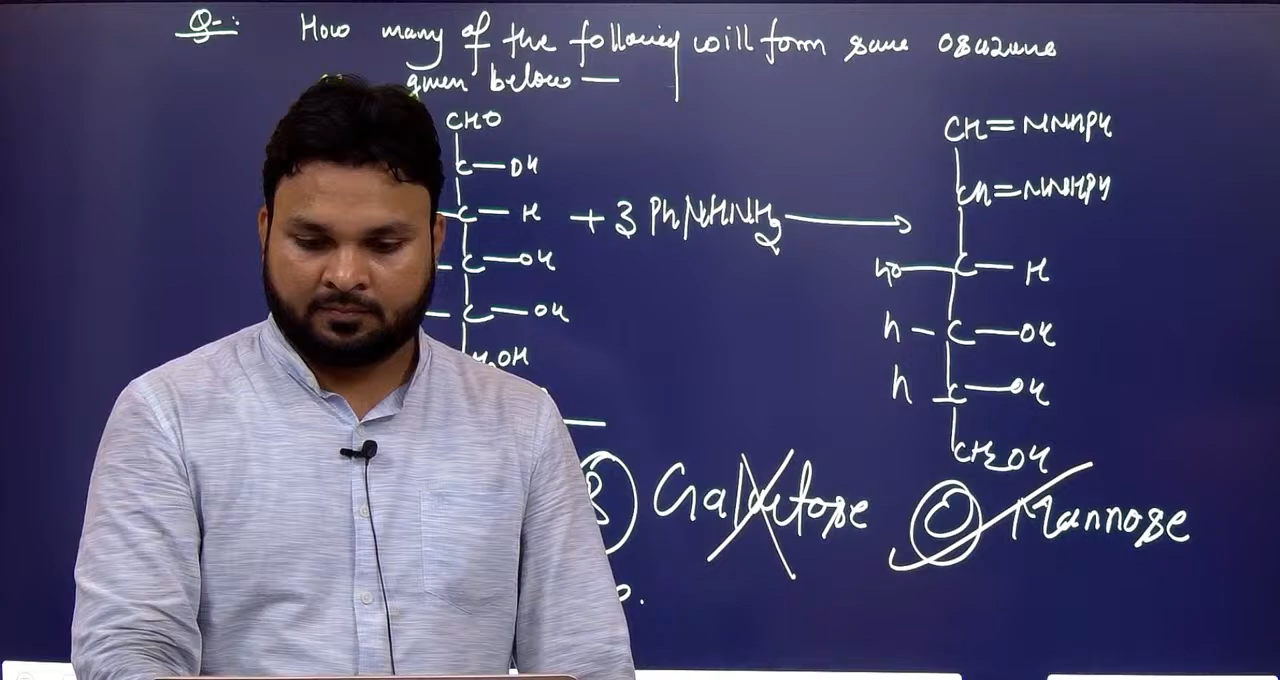 Q-:
How many of the following will form same osazone
given below —
CHO
C—OH
C—H
C—OH
C—OH
H2OH
+ 3 PhNHNH2
CH=NNHPh
CH=NNHPh
HO—C—H
H—C—OH
H C—OH
CH2OH
B Galactose
Mannose